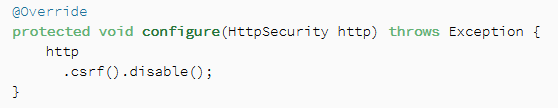 @Override
protected void configure(HttpSecurity http) throws Exception {
    http
      .csrf().disable();
}